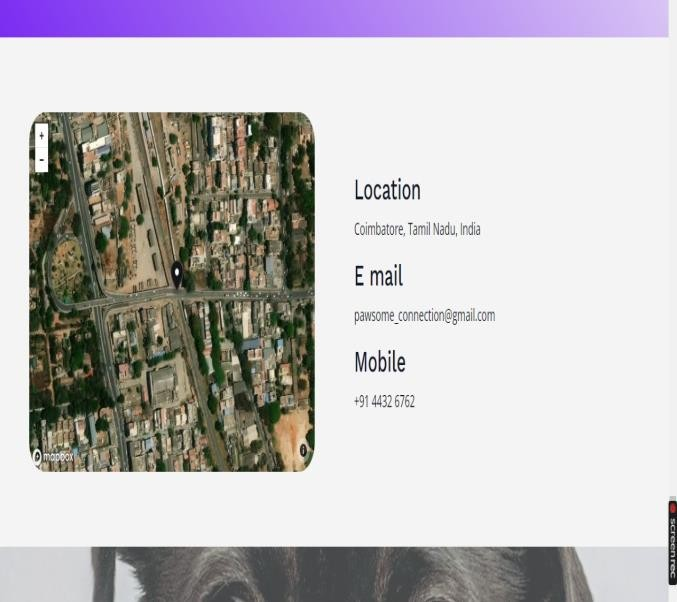 +
-
Location
Coimbatore, Tamil Nadu, India
E mail
pawsome_connection@gmail.com
Mobile
+91 4432 6762
mapbox
screenrec